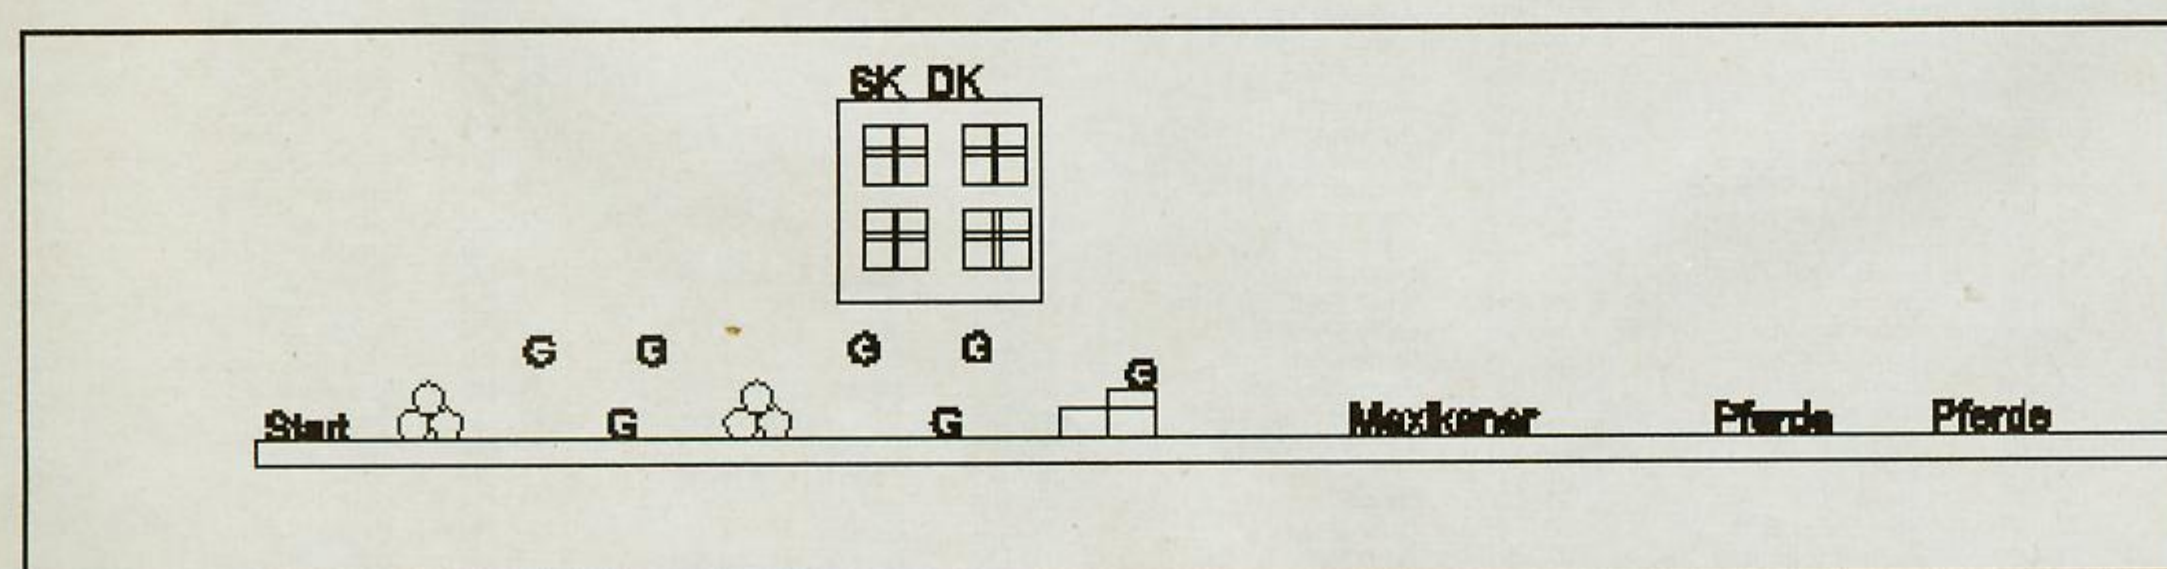 SK DK
G G G G
G
Start G G Mexikaner Pferde Pferde